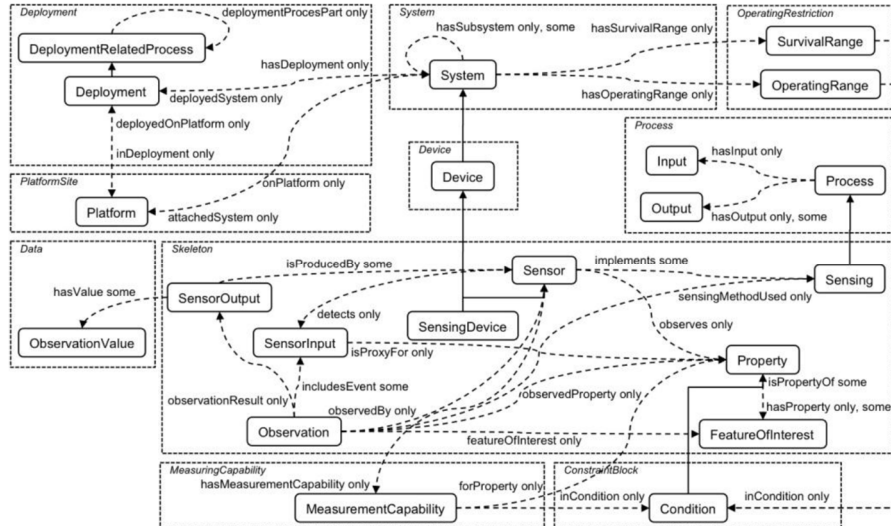 Deployment
deploymentProcesPart only
DeploymentRelatedProcess
Deployment
deployedOnPlatform only
inDeployment only
hasDeployment only
deployedSystem only
System
hasSubsystem only, some
System
hasSurvivalRange only
hasOperatingRange only
OperatingRestriction
SurvivalRange
OperatingRange
PlatformSite
Platform
onPlatform only
attachedSystem only
Device
Device
Process
Input
hasInput only
Process
Output
hasOutput only, some
Data
hasValue some
ObservationValue
Skeleton
isProducedBy some
Sensor
implements some
SensorOutput
Sensing
sensingMethodUsed only
detects only
SensingDevice
SensorInput
observes only
isProxyFor only
Property
isPropertyOf some
includesEvent some
observationResult only
observedBy only
observedProperty only
hasProperty only, some
Observation
featureOfInterest only
FeatureOfInterest
MeasuringCapability
hasMeasurementCapability only
forProperty only
MeasurementCapability
ConstraintBlock
inCondition only
Condition
inCondition only